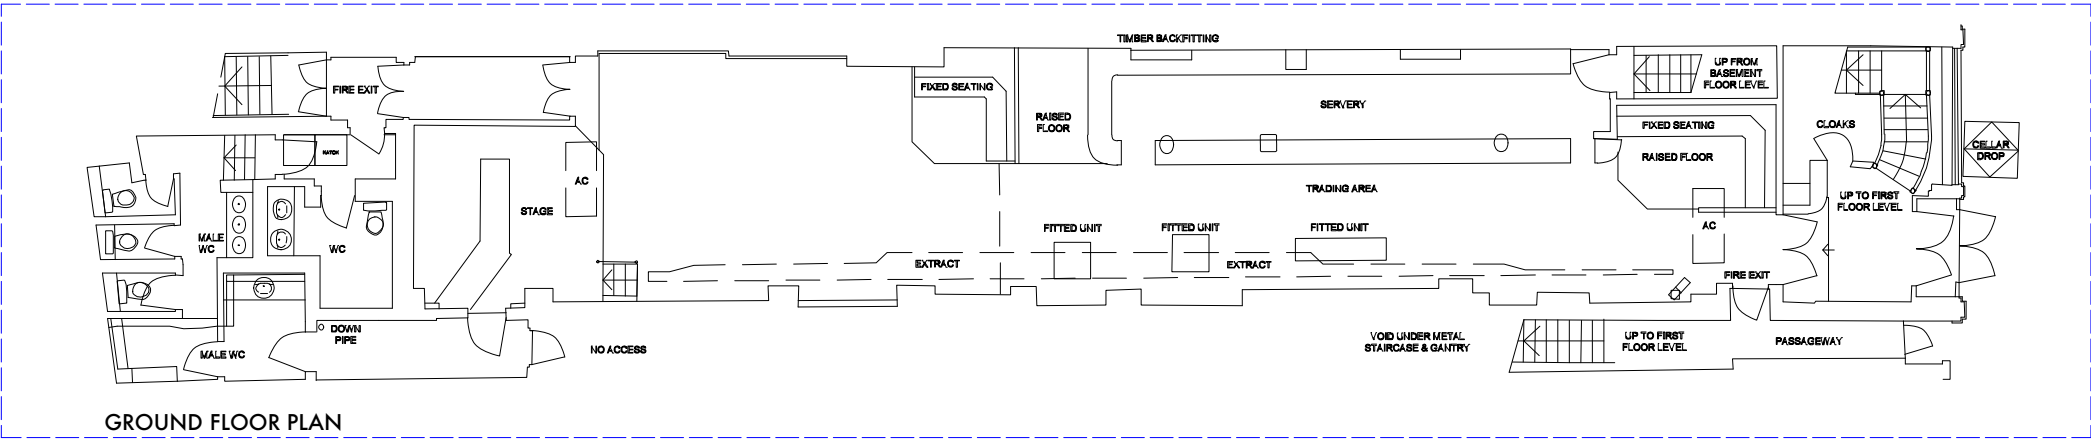 TIMBER BACKFITTING
UP FROM
BASEMENT
FLOOR LEVEL
FIRE EXIT
FIXED SEATING
SERVERY
RAISED
FLOOR
FIXED SEATING
CLOAKS
HATCH
CELLAR
DROP
RAISED FLOOR
AC
TRADING AREA
UP TO FIRST
FLOOR LEVEL
STAGE
MALE
WC
WC
FITTED UNIT
FITTED UNIT
FITTED UNIT
AC
EXTRACT
EXTRACT
FIRE EXIT
DOWN
PIPE
MALE WC
NO ACCESS
VOID UNDER METAL
STAIRCASE & GANTRY
UP TO FIRST
FLOOR LEVEL
PASSAGEWAY
GROUND FLOOR PLAN